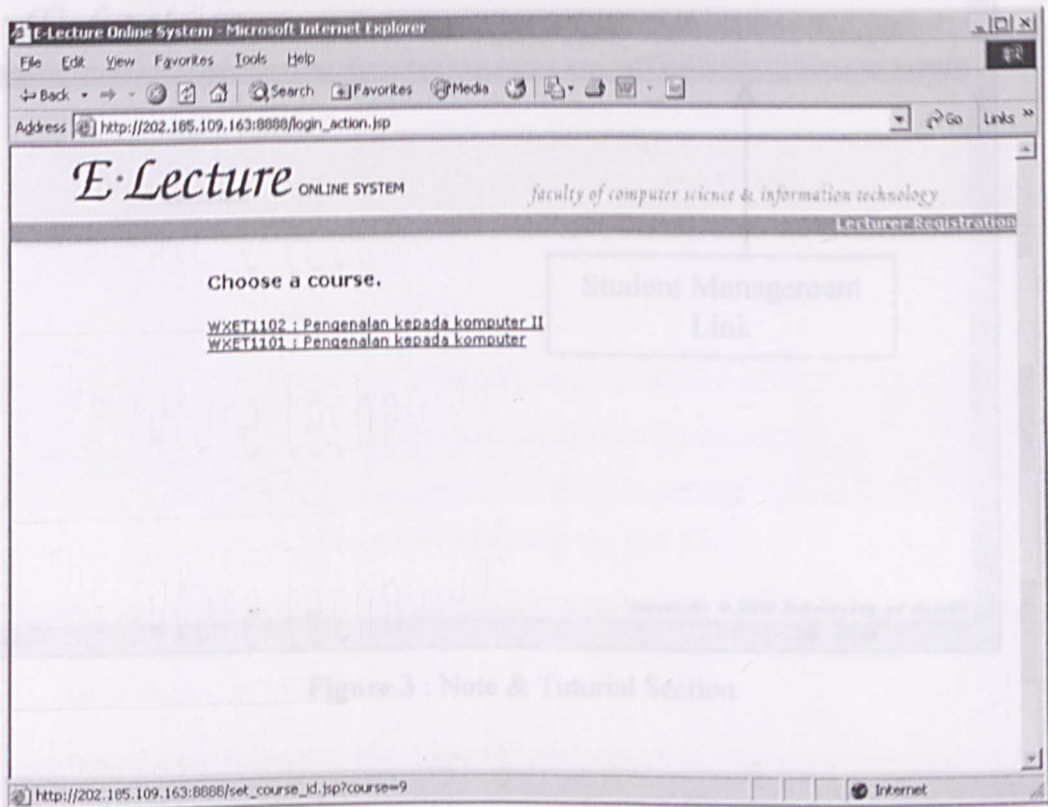 E-Lecture Online System - Microsoft Internet Explorer
File Edit View Favorites Tools Help
Back Search Favorites Media
Address http://202.185.109.163:8888/login_action.jsp Go Links »
E·Lecture ONLINE SYSTEM
faculty of computer science & information technology
Lecturer Registration
Choose a course.
WXET1102 : Pengenalan kepada komputer II
WXET1101 : Pengenalan kepada komputer
Student Management
Link
Figure 3 : Note & Tutorial Section
http://202.185.109.163:8888/set_course_id.jsp?course=9 Internet